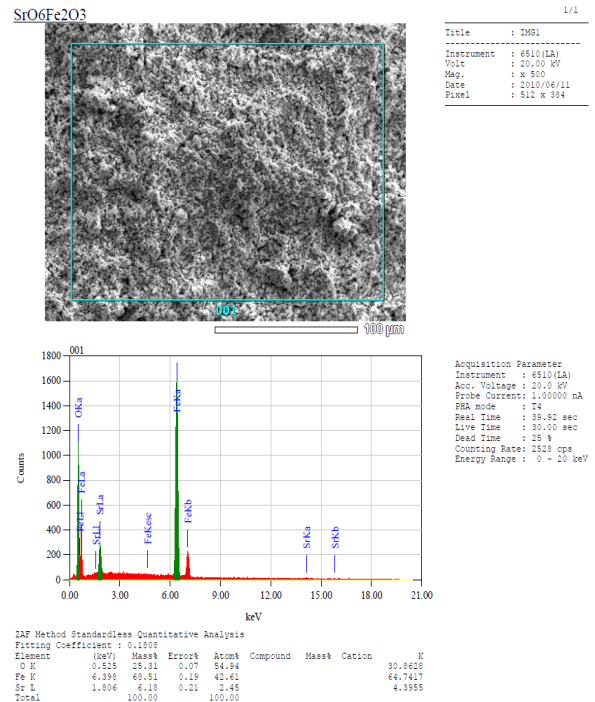 SrO6Fe2O3
1/1
Title : IMG1
Instrument : 6510(LA)
Volt : 20.00 kV
Mag. : x 500
Date : 2010/06/11
Pixel : 512 x 384
001
100 μm
001
1800
1600
1400
1200
1000
800
600
400
200
0
Counts
OKa
FeLl
FeLa
SrLl
SrLa
FeKesc
FeKa
FeKb
SrKa
SrKb
0.00 3.00 6.00 9.00 12.00 15.00 18.00 21.00
keV
Acquisition Parameter
Instrument : 6510(LA)
Acc. Voltage : 20.0 kV
Probe Current: 1.00000 nA
PHA mode : T4
Real Time : 39.92 sec
Live Time : 30.00 sec
Dead Time : 25 %
Counting Rate: 2528 cps
Energy Range : 0 - 20 keV
ZAF Method Standardless Quantitative Analysis
Fitting Coefficient : 0.1808
Element (keV) Mass% Error% Atom% Compound Mass% Cation K
O K 0.525 25.31 0.07 54.94 30.8628
Fe K 6.398 68.51 0.19 42.61 64.7417
Sr L 1.806 6.18 0.21 2.45 4.3955
Total 100.00 100.00